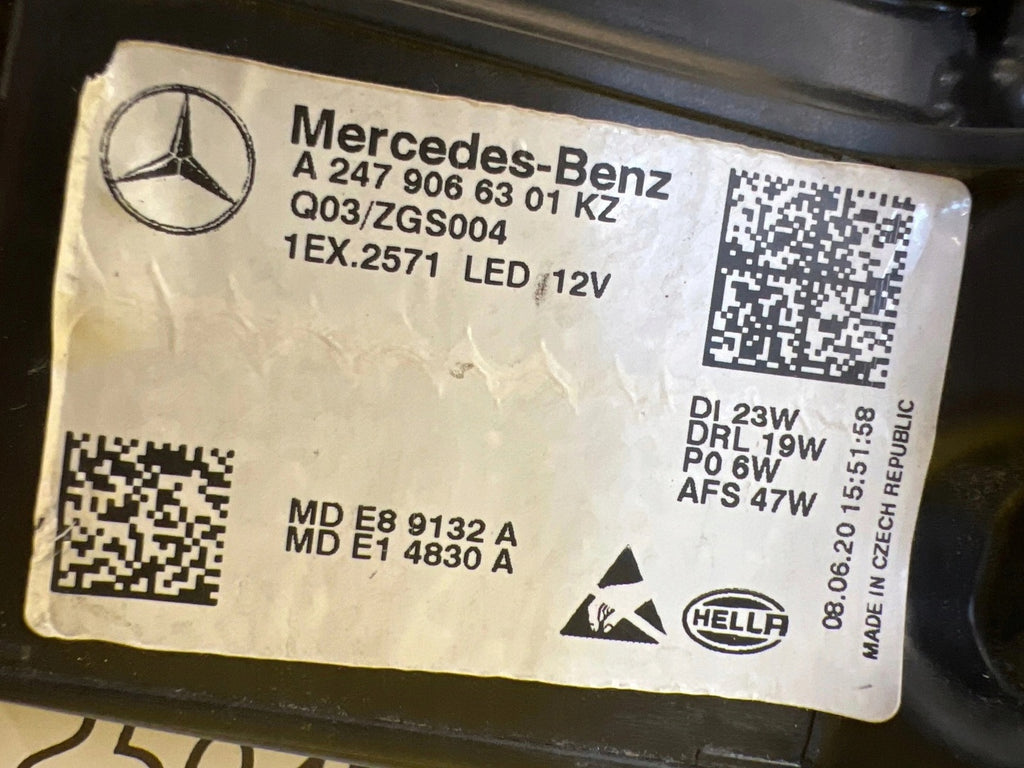 Mercedes-Benz
A 247 906 63 01 KZ
Q03/ZGS004
1EX.2571 LED 12V
DI 23W
DRL 19W
P0 6W
AFS 47W
08.06.20 15:51:58
MADE IN CZECH REPUBLIC
MD E8 9132 A
MD E1 4830 A
HELLA